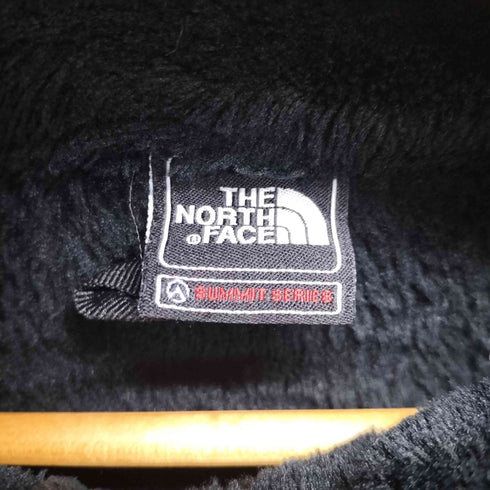 THE
NORTH
®FACE
SUMMIT SERIES